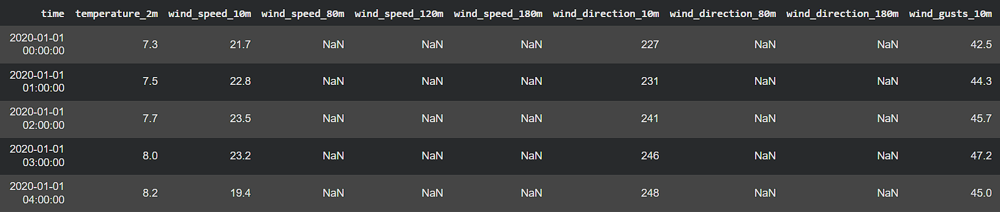 time temperature_2m wind_speed_10m wind_speed_80m wind_speed_120m wind_speed_180m wind_direction_10m wind_direction_80m wind_direction_180m wind_gusts_10m
2020-01-01
00:00:00 7.3 21.7 NaN NaN NaN 227 NaN NaN 42.5
2020-01-01
01:00:00 7.5 22.8 NaN NaN NaN 231 NaN NaN 44.3
2020-01-01
02:00:00 7.7 23.5 NaN NaN NaN 241 NaN NaN 45.7
2020-01-01
03:00:00 8.0 23.2 NaN NaN NaN 246 NaN NaN 47.2
2020-01-01
04:00:00 8.2 19.4 NaN NaN NaN 248 NaN NaN 45.0